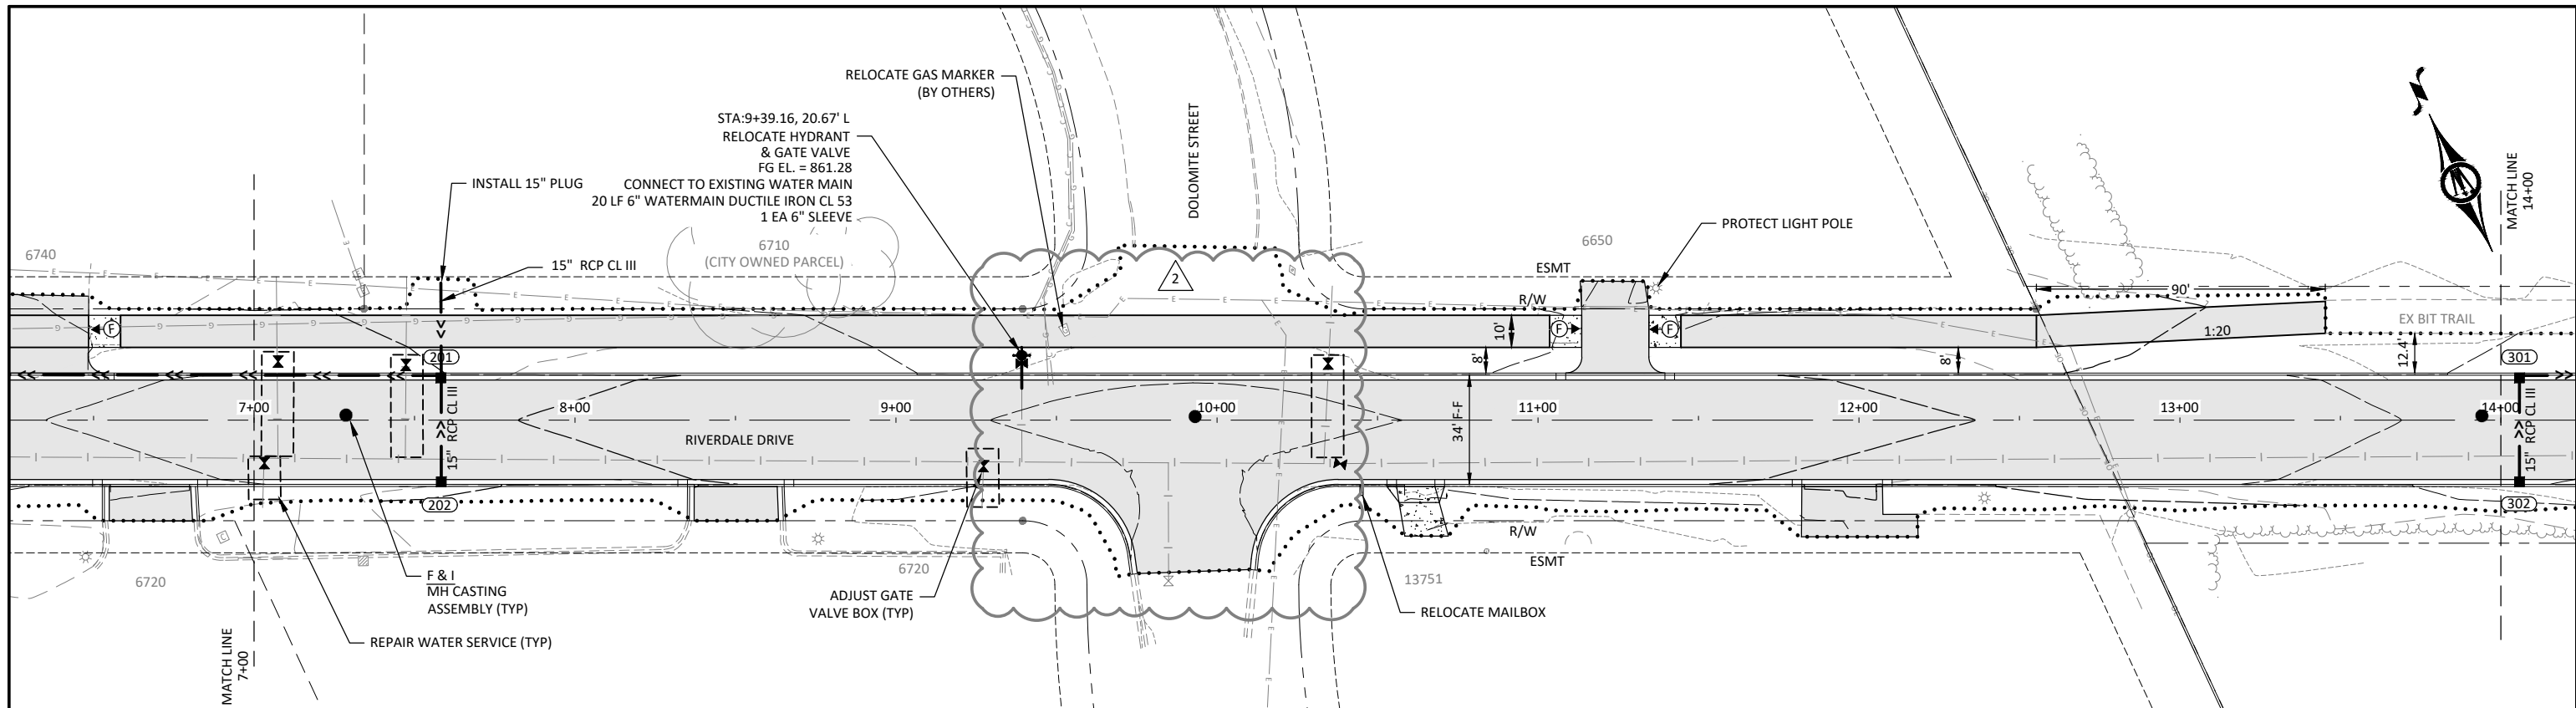 RELOCATE GAS MARKER
(BY OTHERS)
STA:9+39.16, 20.67' L
RELOCATE HYDRANT
& GATE VALVE
FG EL. = 861.28
CONNECT TO EXISTING WATER MAIN
20 LF 6" WATERMAIN DUCTILE IRON CL 53
1 EA 6" SLEEVE
INSTALL 15" PLUG
15" RCP CL III
DOLOMITE STREET
PROTECT LIGHT POLE
MATCH LINE
14+00
6740
6710
(CITY OWNED PARCEL)
6650
ESMT
R/W
2
90'
1:20
EX BIT TRAIL
12.4'
F
F
F
10'
8'
8'
201
301
7+00
8+00
9+00
10+00
11+00
12+00
13+00
14+00
RIVERDALE DRIVE
34' F-F
15" RCP CL III
15" RCP CL III
202
302
R/W
ESMT
6720
6720
13751
F & I
MH CASTING
ASSEMBLY (TYP)
REPAIR WATER SERVICE (TYP)
ADJUST GATE
VALVE BOX (TYP)
RELOCATE MAILBOX
MATCH LINE
7+00